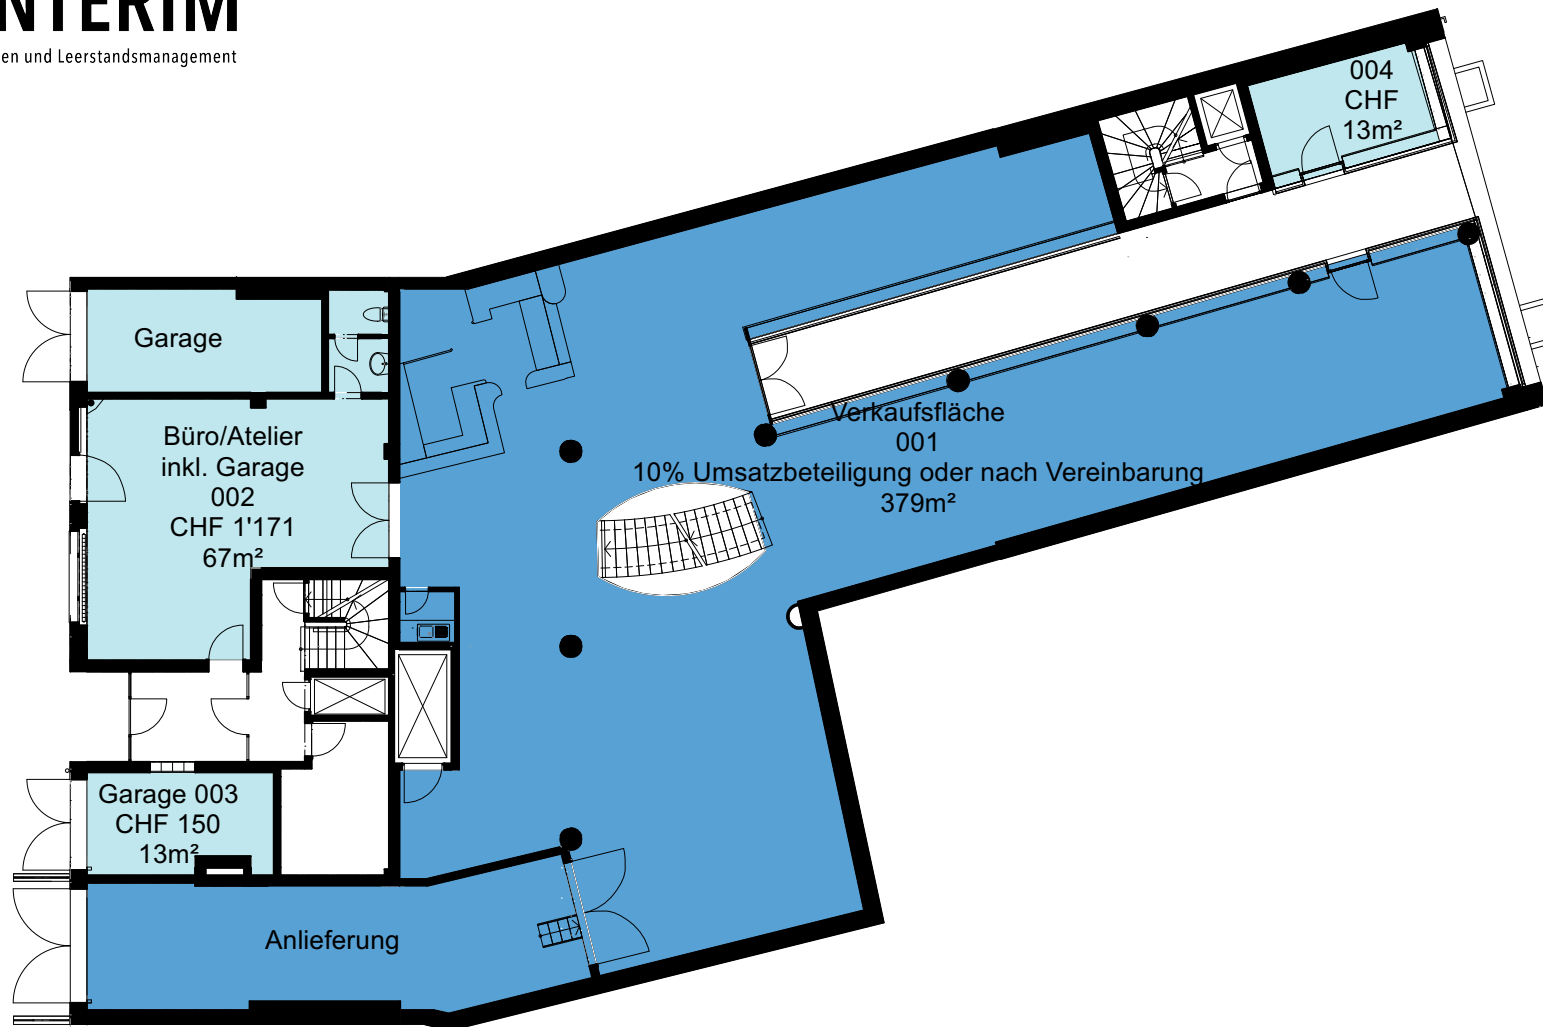 NTERIM
en und Leerstandsmanagement
004
CHF
13m²
Garage
Büro/Atelier
inkl. Garage
002
CHF 1'171
67m²
Verkaufsfläche
001
10% Umsatzbeteiligung oder nach Vereinbarung
379m²
Garage 003
CHF 150
13m²
Anlieferung